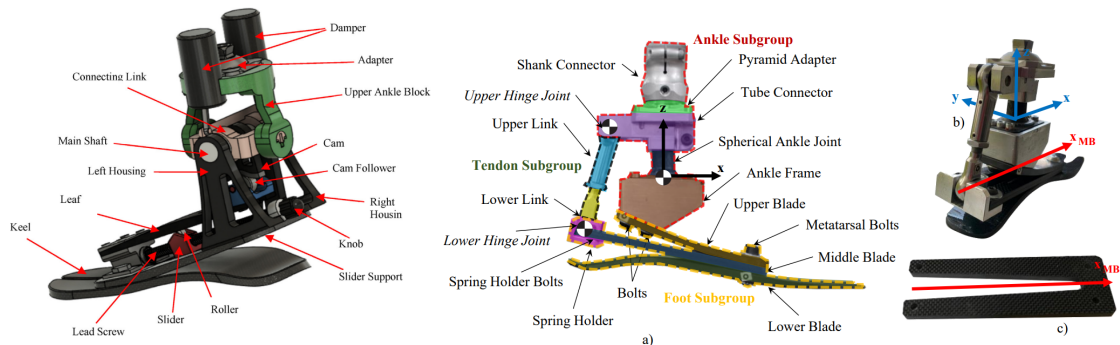 Damper
Adapter
Connecting Link
Upper Ankle Block
Main Shaft
Cam
Left Housing
Cam Follower
Leaf
Right
Housin
Keel
Knob
Slider Support
Roller
Slider
Lead Screw
Ankle Subgroup
Shank Connector
Pyramid Adapter
Upper Hinge Joint
Tube Connector
z
Upper Link
Spherical Ankle Joint
Tendon Subgroup
x
Ankle Frame
Lower Link
Upper Blade
Metatarsal Bolts
Lower Hinge Joint
Middle Blade
Spring Holder Bolts
Bolts
Foot Subgroup
Spring Holder
Lower Blade
a)
z
y
x
b)
x MB
x MB
c)